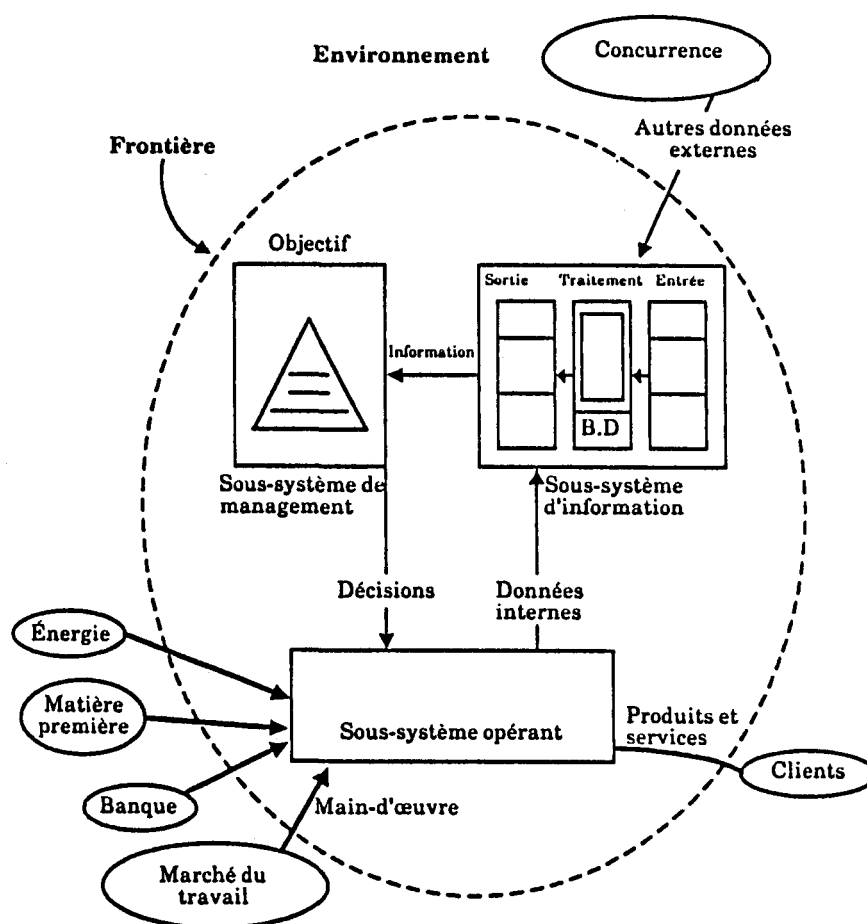 Environnement
Concurrence
Autres données
externes
Frontière
Objectif
Sortie
Traitement
Entrée
Information
B.D
Sous-système de
management
Sous-système
d'information
Décisions
Données
internes
Énergie
Matière
première
Sous-système opérant
Produits et
services
Banque
Main-d'œuvre
Clients
Marché du
travail